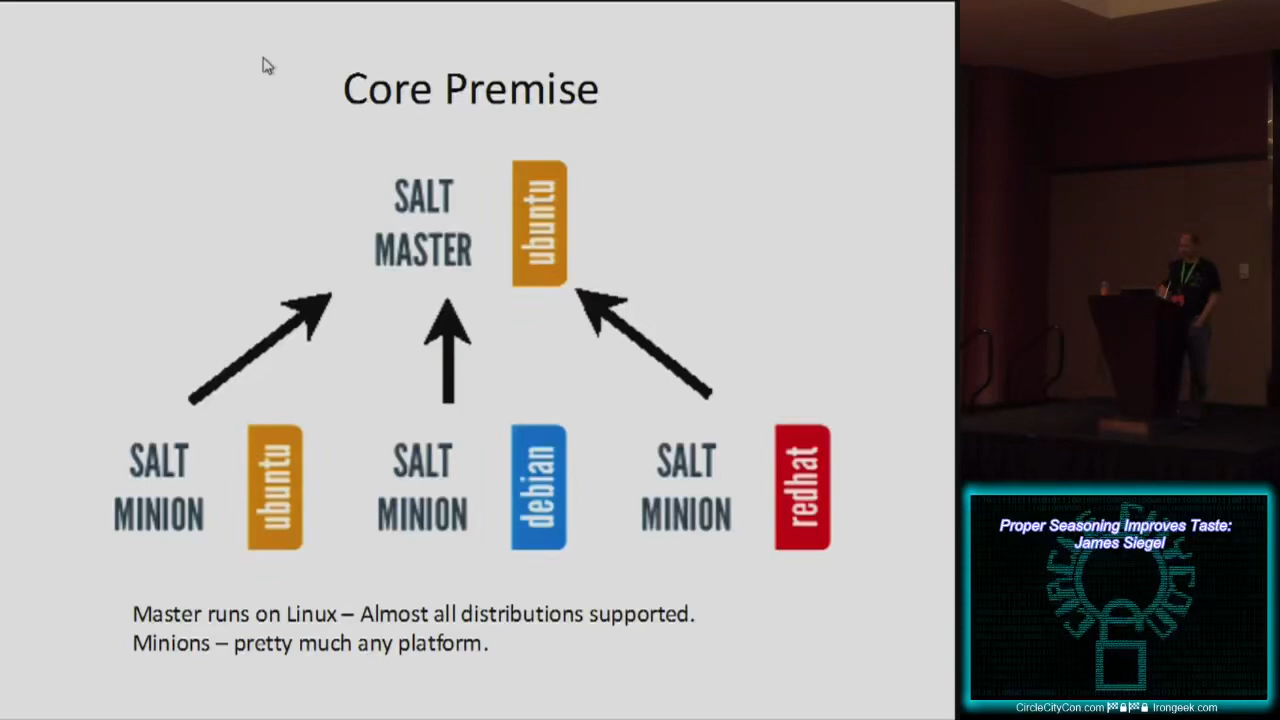 Core Premise
SALT
MASTER
ubuntu
SALT
MINION
ubuntu
SALT
MINION
debian
SALT
MINION
redhat
Master runs on Linux – Almost all distributions supported.
Minions – pretty much any platform.
Proper Seasoning Improves Taste:
James Siegel
CircleCityCon.com Irongeek.com